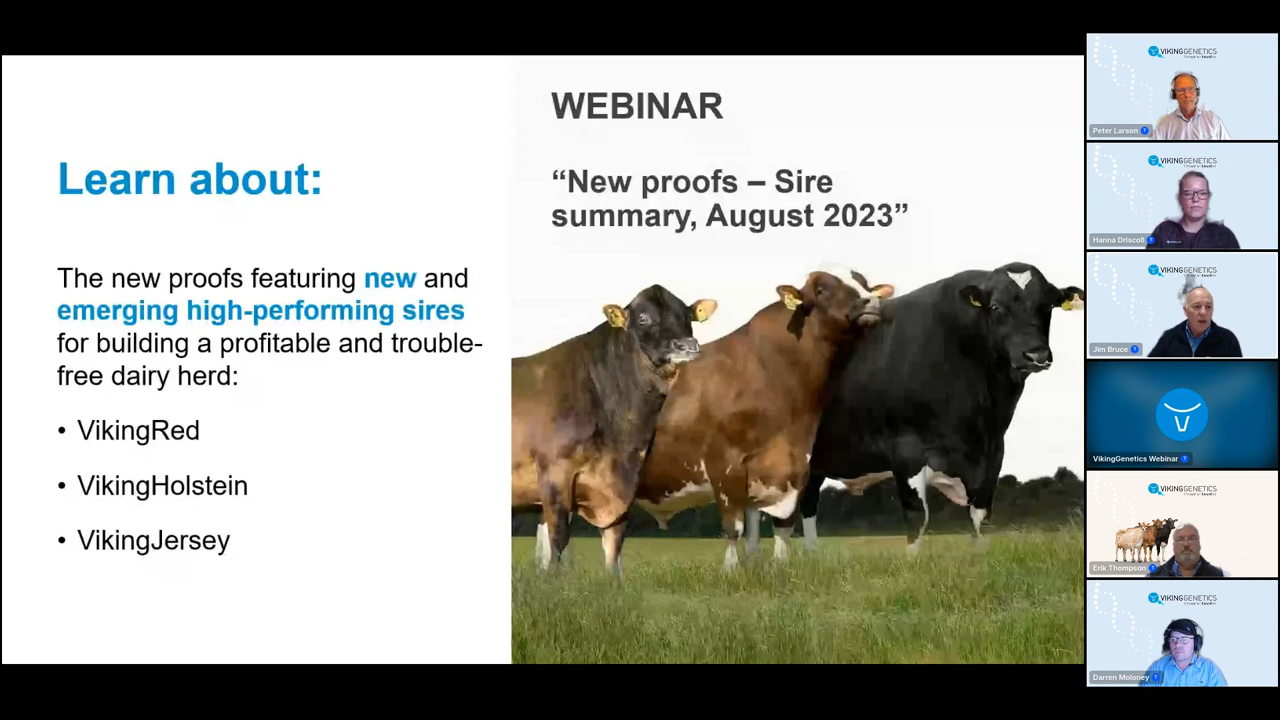 Learn about:
The new proofs featuring new and
emerging high-performing sires
for building a profitable and trouble-
free dairy herd:
• VikingRed
• VikingHolstein
• VikingJersey
WEBINAR
“New proofs – Sire
summary, August 2023”
VIKINGGENETICS
Peter Larson
VIKINGGENETICS
Hanna Driscoll
VIKINGGENETICS
Jim Bruce
VikingGenetics Webinar
VIKINGGENETICS
Erik Thompson
VIKINGGENETICS
Darren Moloney